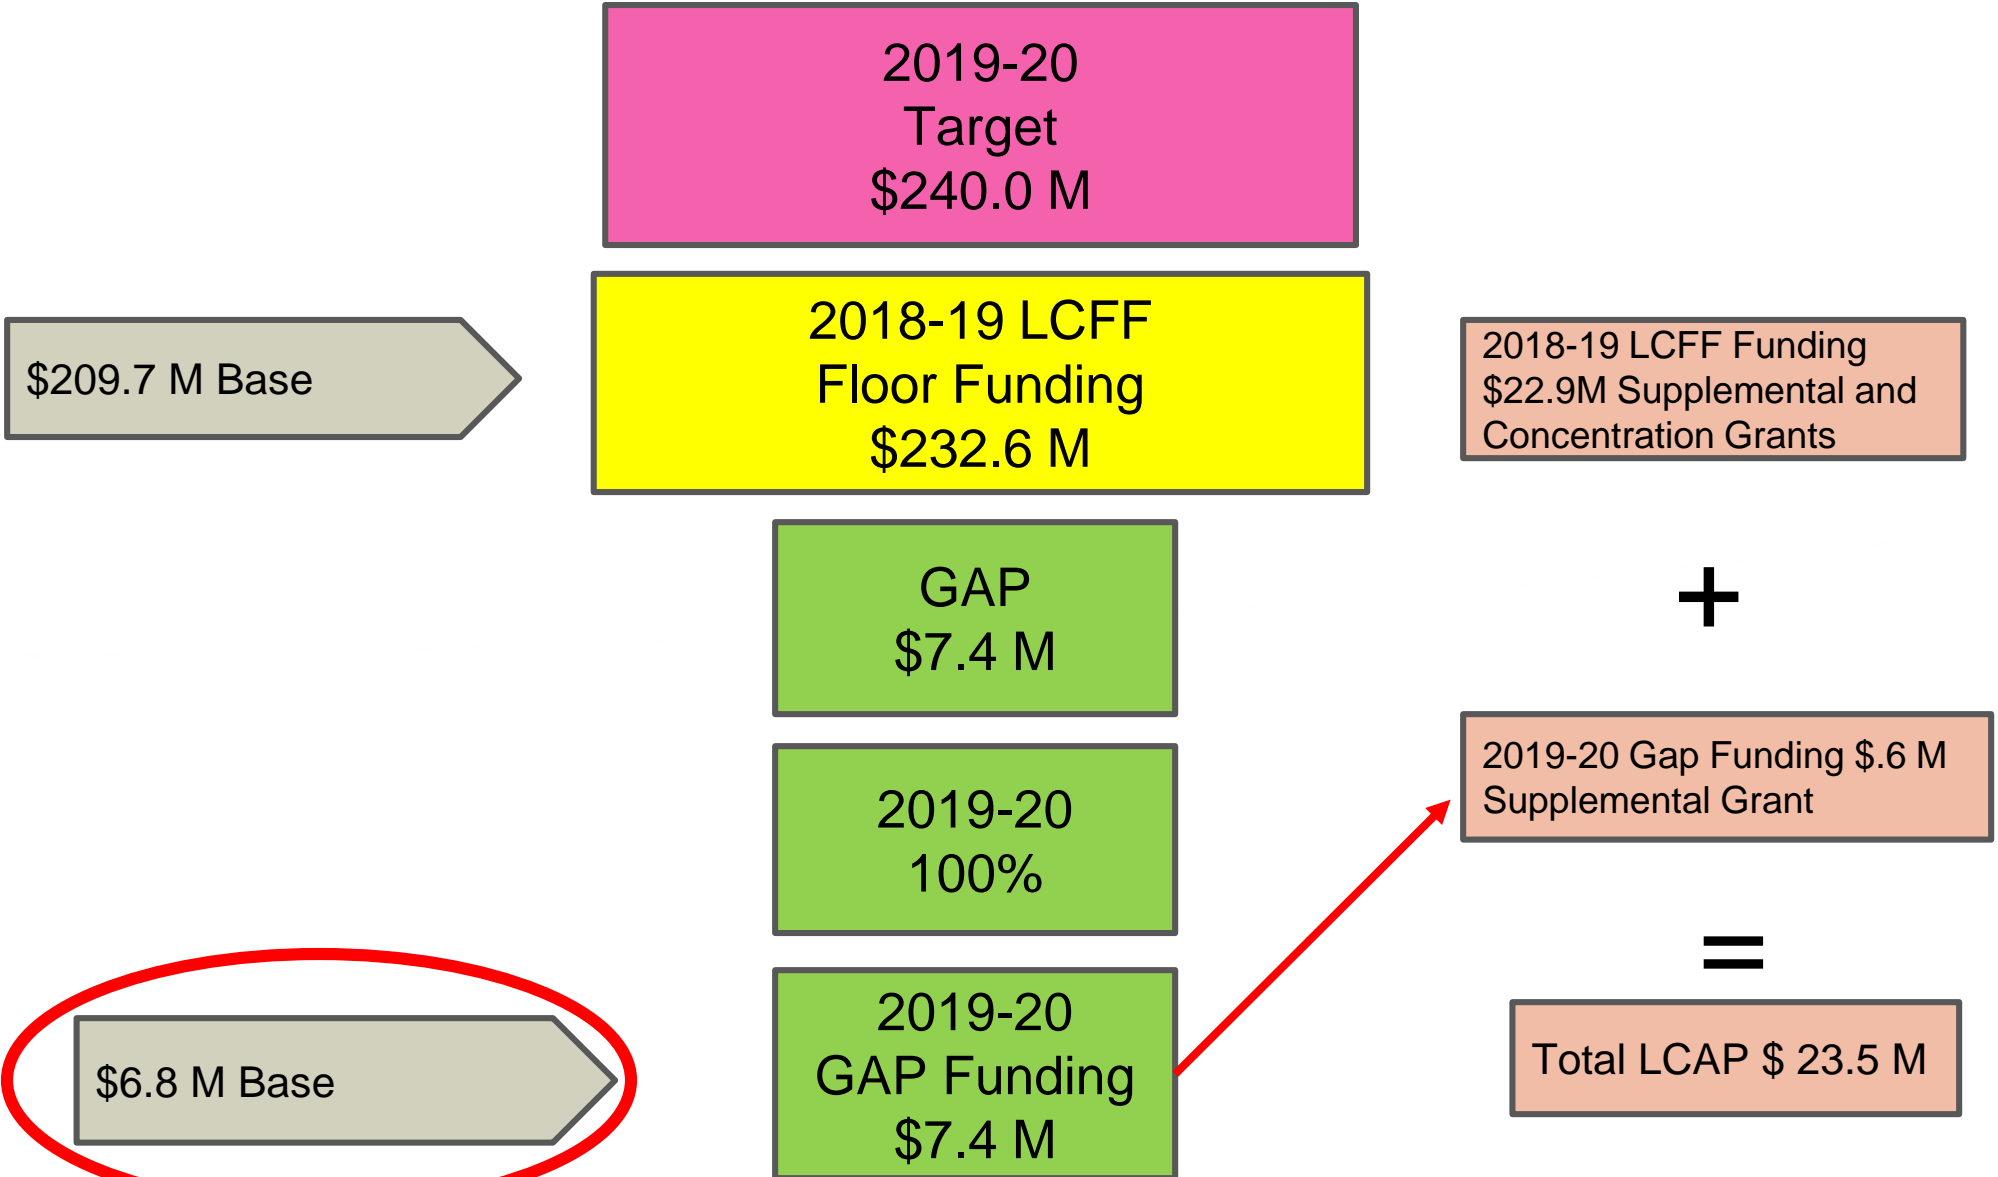 2019-20
Target
$240.0 M
$209.7 M Base
2018-19 LCFF
Floor Funding
$232.6 M
2018-19 LCFF Funding
$22.9M Supplemental and
Concentration Grants
GAP
$7.4 M
+
2019-20 Gap Funding $.6 M
Supplemental Grant
2019-20
100%
=
$6.8 M Base
2019-20
GAP Funding
$7.4 M
Total LCAP $ 23.5 M